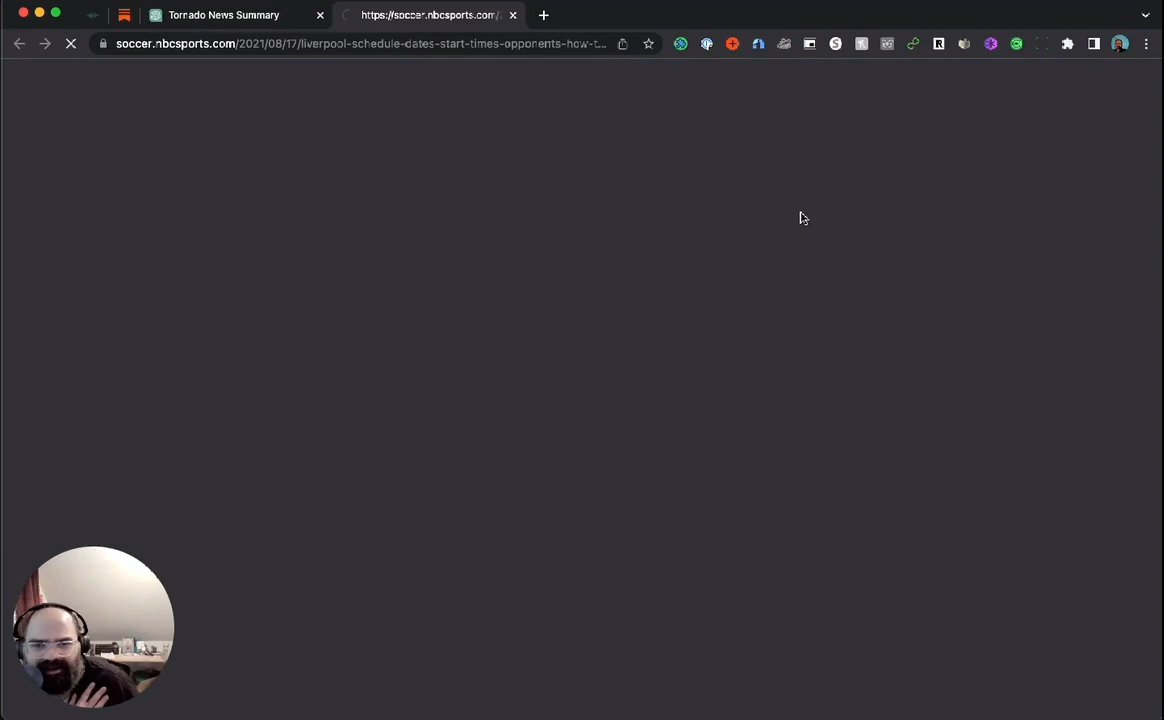 Tornado News Summary
https://soccer.nbcsports.com/
soccer.nbcsports.com/2021/08/17/liverpool-schedule-dates-start-times-opponents-how-t...